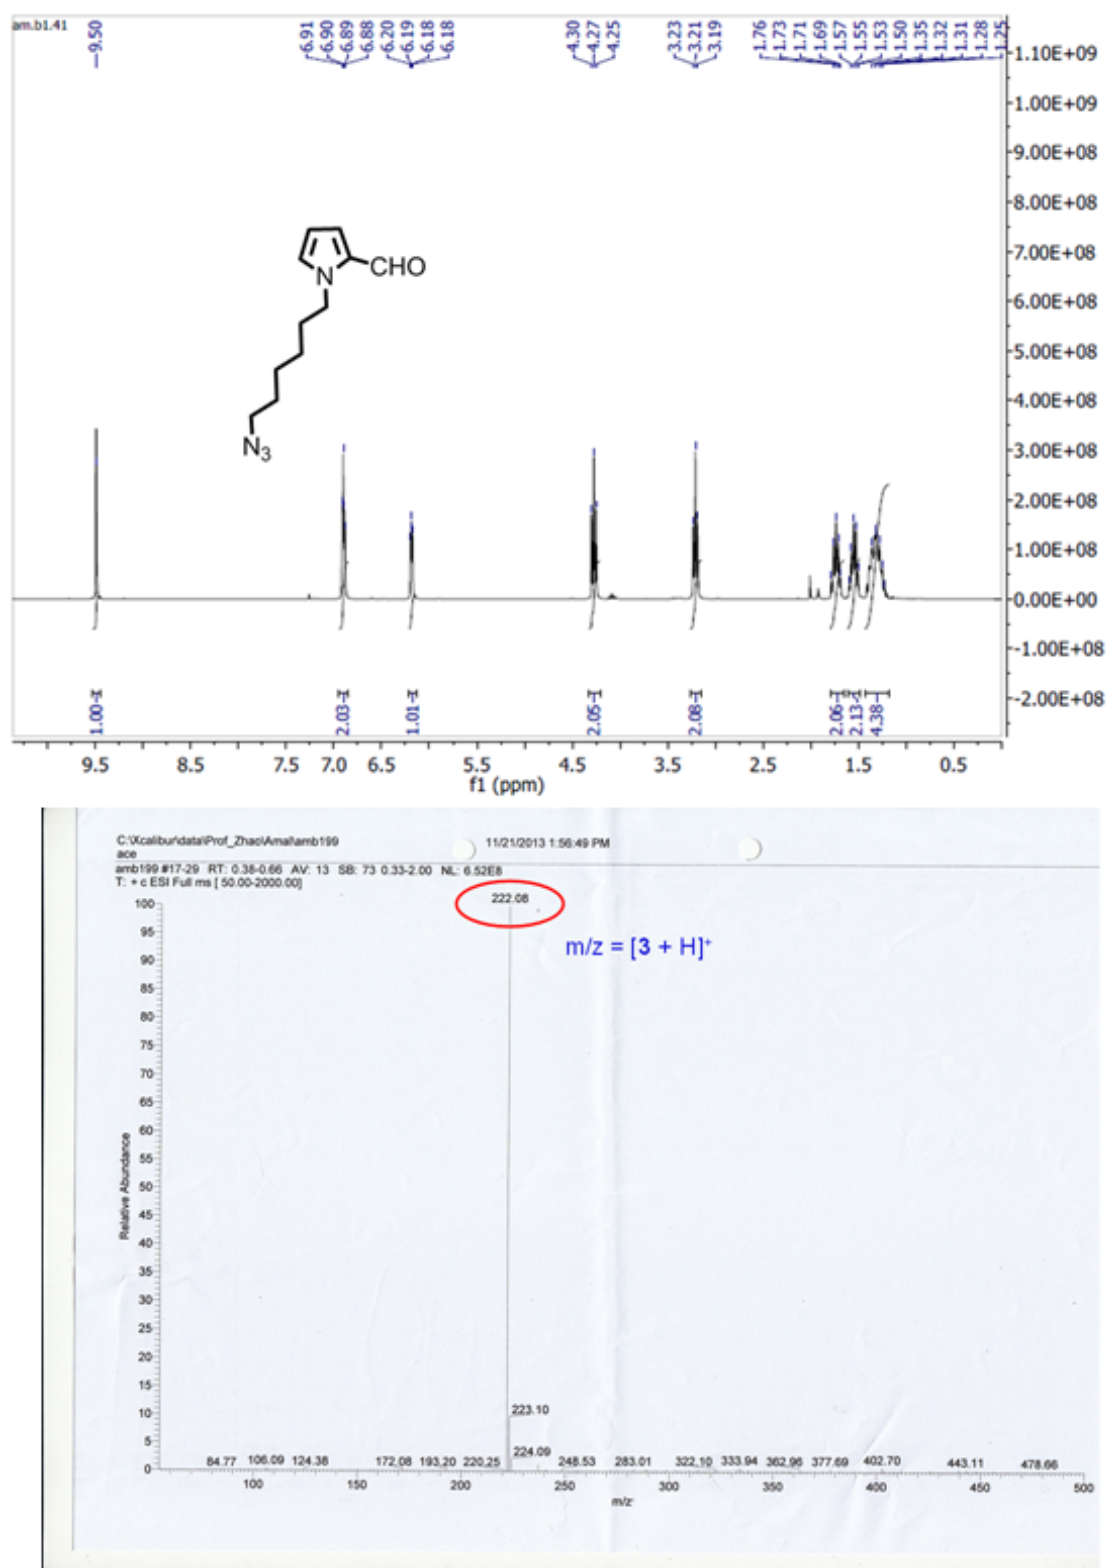 am.b1.41
9.50
6.91
6.90
6.89
6.88
6.20
6.19
6.18
6.18
4.30
4.27
4.25
3.23
3.21
3.19
1.76
1.73
1.71
1.69
1.57
1.55
1.53
1.50
1.35
1.32
1.31
1.28
1.25
1.10E+09
1.00E+09
9.00E+08
8.00E+08
7.00E+08
6.00E+08
5.00E+08
4.00E+08
3.00E+08
2.00E+08
1.00E+08
0.00E+00
-1.00E+08
-2.00E+08
N CHO
N₃
1.00 2.03 1.01 2.05 2.08 2.06 2.13 4.38
9.5 8.5 7.5 7.0 6.5 5.5 4.5 3.5 2.5 1.5 0.5
f1 (ppm)
C:\Xcalibur\data\Prof_Zhao\Amal\amb199 11/21/2013 1:56:49 PM
ace
amb199 #17-29 RT: 0.38-0.66 AV: 13 SB: 73 0.33-2.00 NL: 6.52E8
T: + c ESI Full ms [ 50.00-2000.00]
222.08
m/z = [3 + H]⁺
100
95
90
85
80
75
70
65
60
55
50
45
40
35
30
25
20
15
10
5
0
Relative Abundance
223.10
224.09
84.77 106.09 124.38 172.08 193.20 220.25 248.53 283.01 322.10 333.94 362.96 377.69 402.70 443.11 478.66
100 150 200 250 300 350 400 450 500
m/z